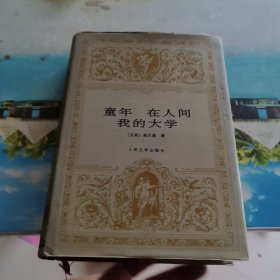 童年 在人间
我的大学
[苏联] 高尔基 著
人民文学出版社